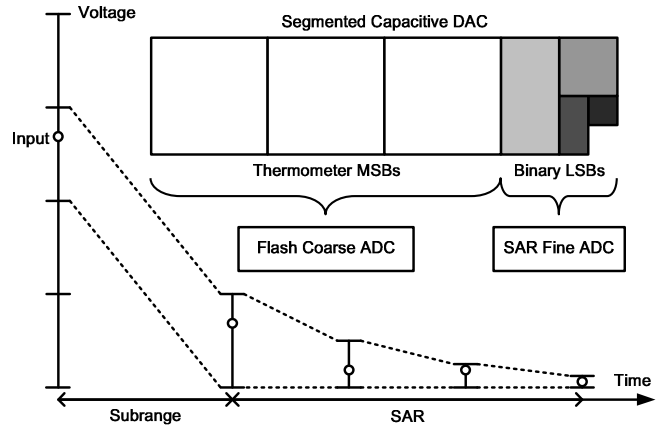 Voltage
Segmented Capacitive DAC
Input
Thermometer MSBs
Binary LSBs
Flash Coarse ADC
SAR Fine ADC
Time
Subrange
SAR